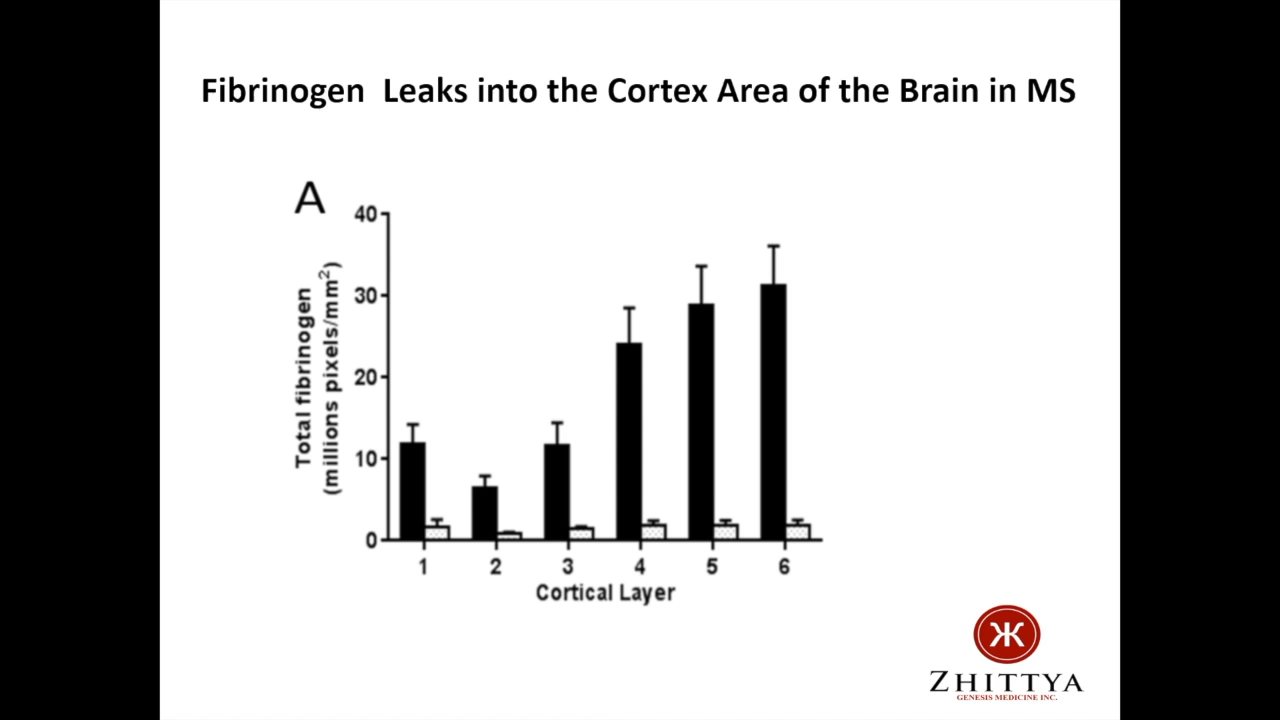 Fibrinogen  Leaks into the Cortex Area of the Brain in MS
A
Total fibrinogen
(millions pixels/mm²)
40
30
20
10
0
1 2 3 4 5 6
Cortical Layer
ZHITTYA
GENESIS MEDICINE INC.